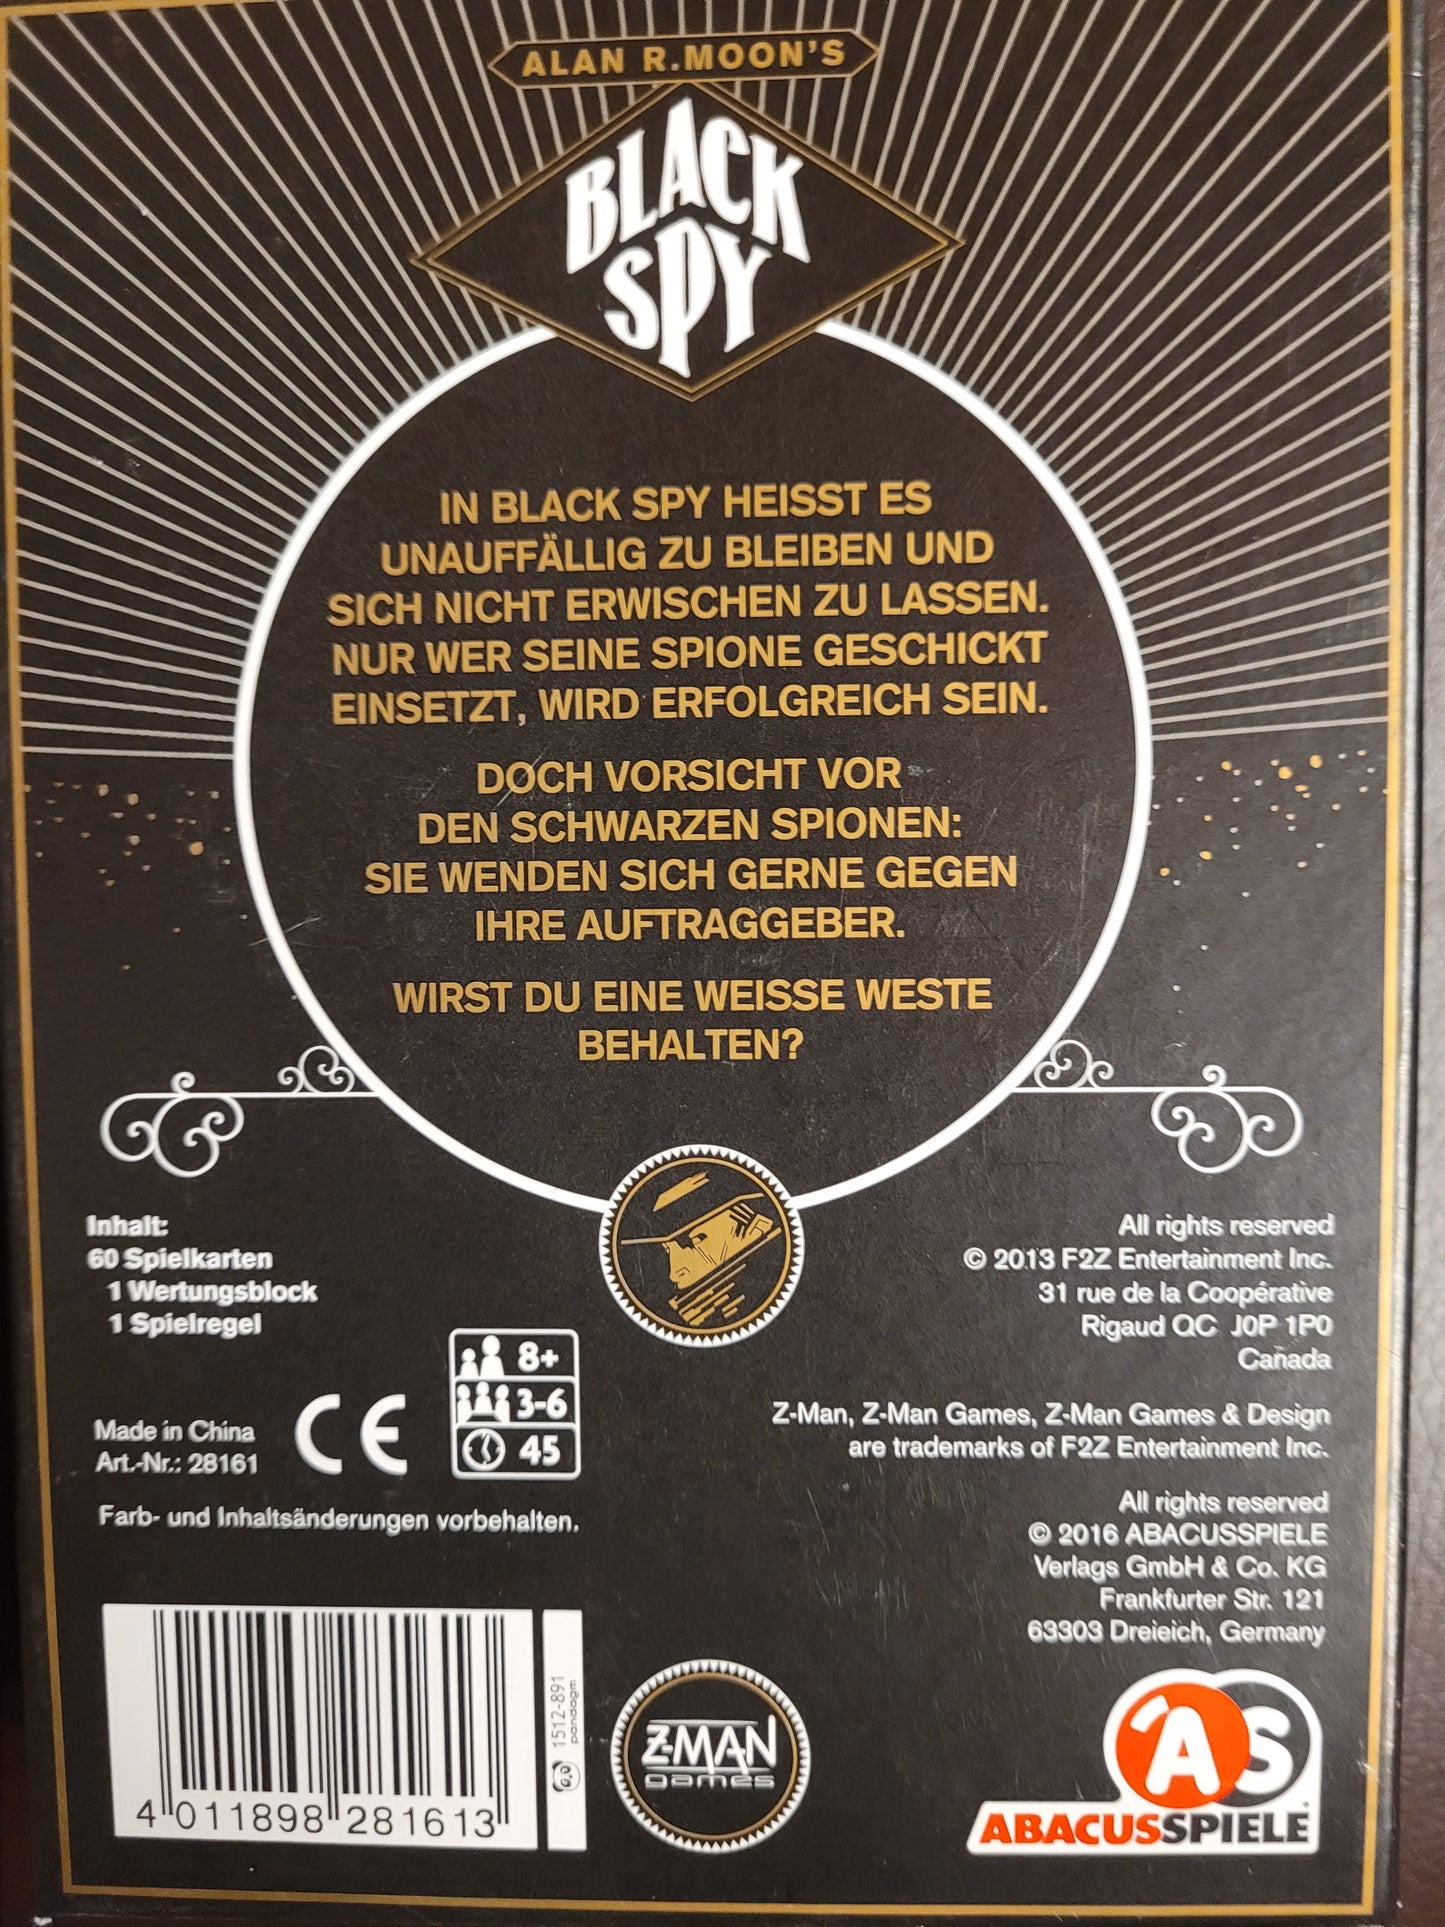 ALAN R.MOON'S
BLACK
SPY
IN BLACK SPY HEISST ES
UNAUFFÄLLIG ZU BLEIBEN UND
SICH NICHT ERWISCHEN ZU LASSEN.
NUR WER SEINE SPIONE GESCHICKT
EINSETZT, WIRD ERFOLGREICH SEIN.
DOCH VORSICHT VOR
DEN SCHWARZEN SPIONEN:
SIE WENDEN SICH GERNE GEGEN
IHRE AUFTRAGGEBER.
WIRST DU EINE WEISSE WESTE
BEHALTEN?
Inhalt:
60 Spielkarten
1 Wertungsblock
1 Spielregel
8+
3-6
45
Made in China
Art.-Nr.: 28161
CE
Farb- und Inhaltsänderungen vorbehalten.
All rights reserved
© 2013 F2Z Entertainment Inc.
31 rue de la Coopérative
Rigaud QC J0P 1P0
Canada
Z-Man, Z-Man Games, Z-Man Games & Design
are trademarks of F2Z Entertainment Inc.
All rights reserved
© 2016 ABACUSSPIELE
Verlags GmbH & Co. KG
Frankfurter Str. 121
63303 Dreieich, Germany
4 011898 281613
1512-891
pandagm
Z-MAN
games
AS
ABACUSSPIELE